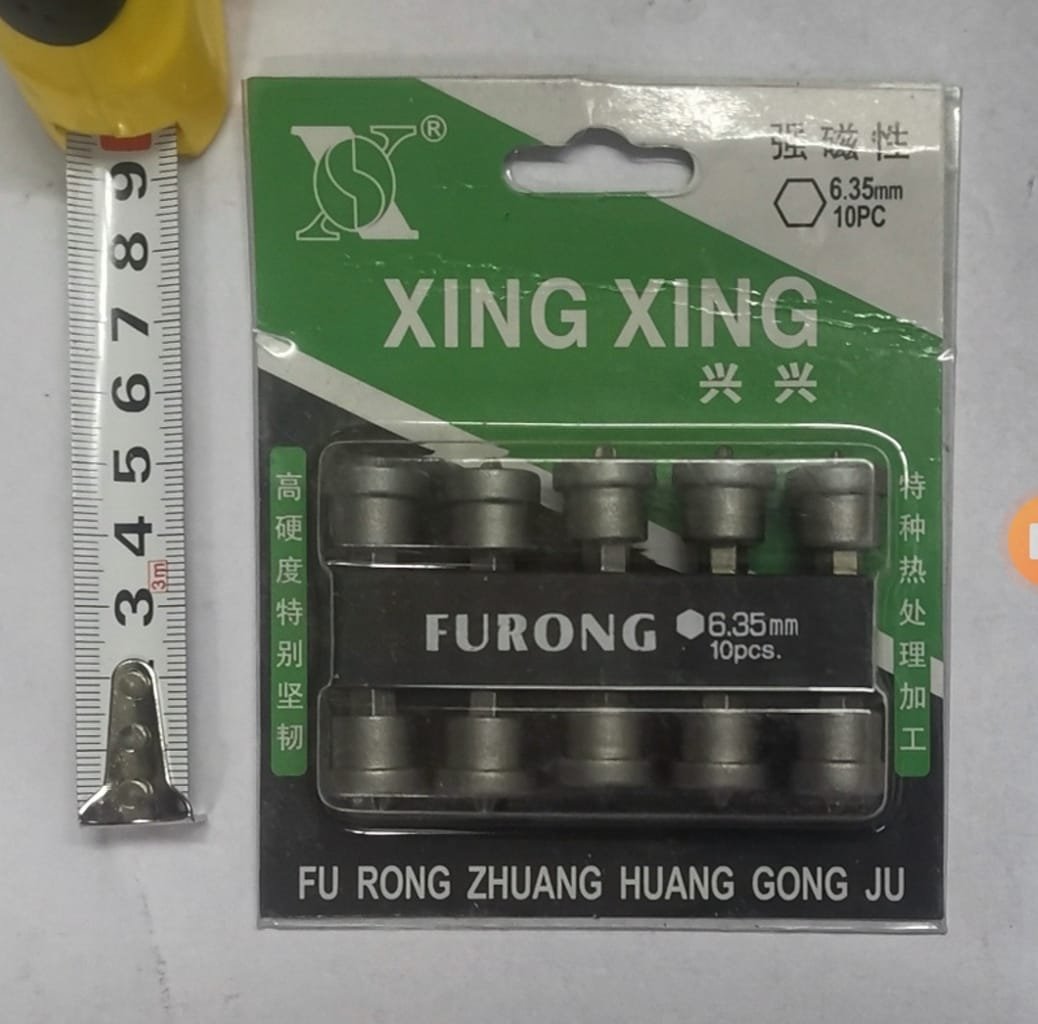 9
8
7
6
5
4
3m
3
®
强磁性
6.35mm
10PC
XING XING
兴兴
高硬度特别坚韧
特种热处理加工
FURONG 6.35mm
10pcs.
FU RONG ZHUANG HUANG GONG JU